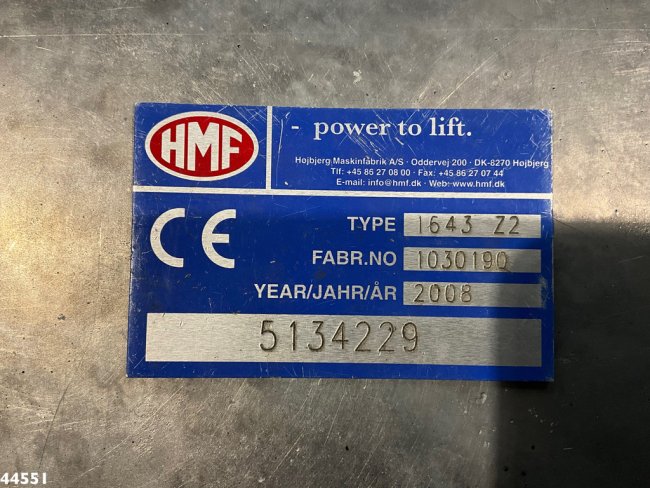 HMF
- power to lift.
Højbjerg Maskinfabrik A/S · Oddervej 200 · DK-8270 Højbjerg
Tlf: +45 86 27 08 00 · Fax: +45 86 27 07 44
E-mail: info@hmf.dk · Web: www.hmf.dk
CE
TYPE 1643 Z2
FABR.NO 1030190
YEAR/JAHR/ÅR 2008
5134229
44551